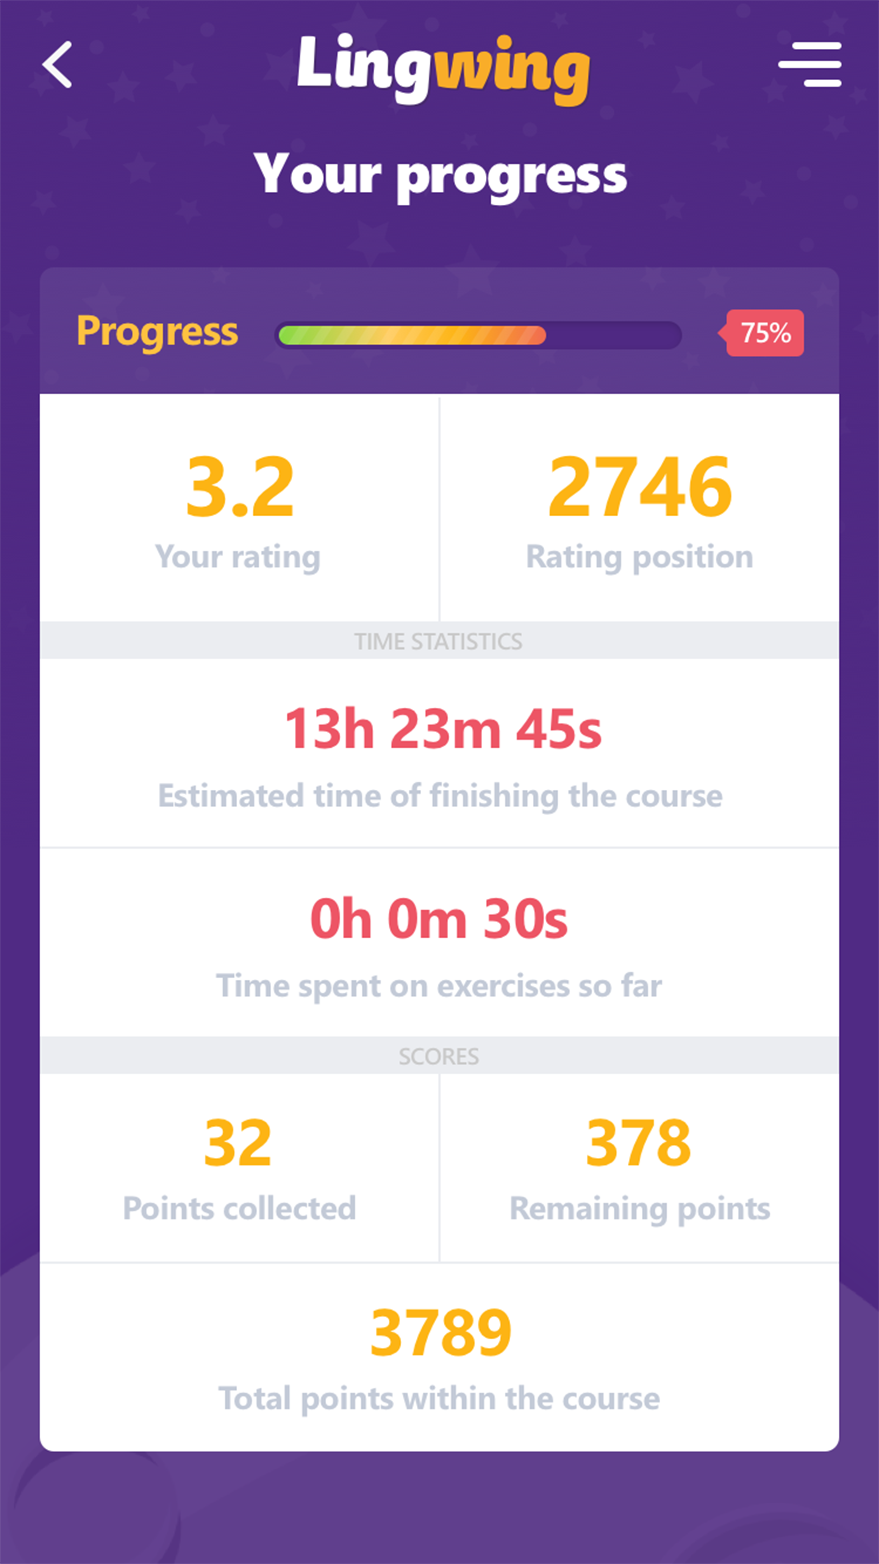 Lingwing
Your progress
Progress
75%
3.2
Your rating
2746
Rating position
TIME STATISTICS
13h 23m 45s
Estimated time of finishing the course
0h 0m 30s
Time spent on exercises so far
SCORES
32
Points collected
378
Remaining points
3789
Total points within the course